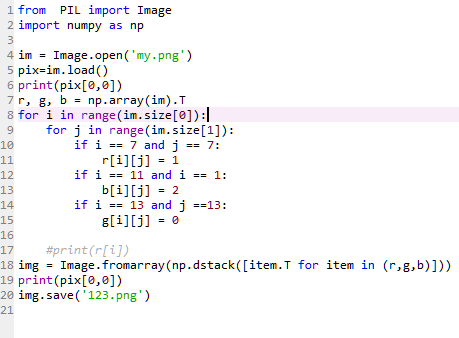 1 from  PIL import Image
2 import numpy as np
3
4 im = Image.open('my.png')
5 pix=im.load()
6 print(pix[0,0])
7 r, g, b = np.array(im).T
8 for i in range(im.size[0]):
9     for j in range(im.size[1]):
10         if i == 7 and j == 7:
11             r[i][j] = 1
12         if i == 11 and i == 1:
13             b[i][j] = 2
14         if i == 13 and j ==13:
15             g[i][j] = 0
16
17     #print(r[i])
18 img = Image.fromarray(np.dstack([item.T for item in (r,g,b)]))
19 print(pix[0,0])
20 img.save('123.png')
21